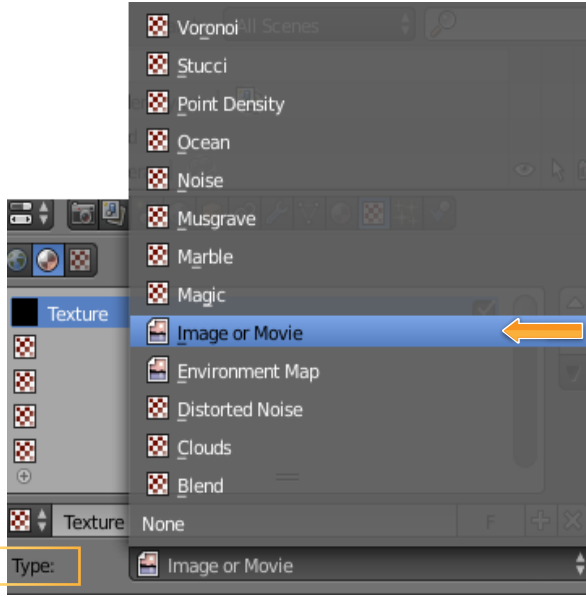 All Scenes
Voronoi
Stucci
Point Density
Ocean
Noise
Musgrave
Marble
Magic
Texture
Image or Movie
Environment Map
Distorted Noise
Clouds
Blend
Texture
None
F
Type:
Image or Movie